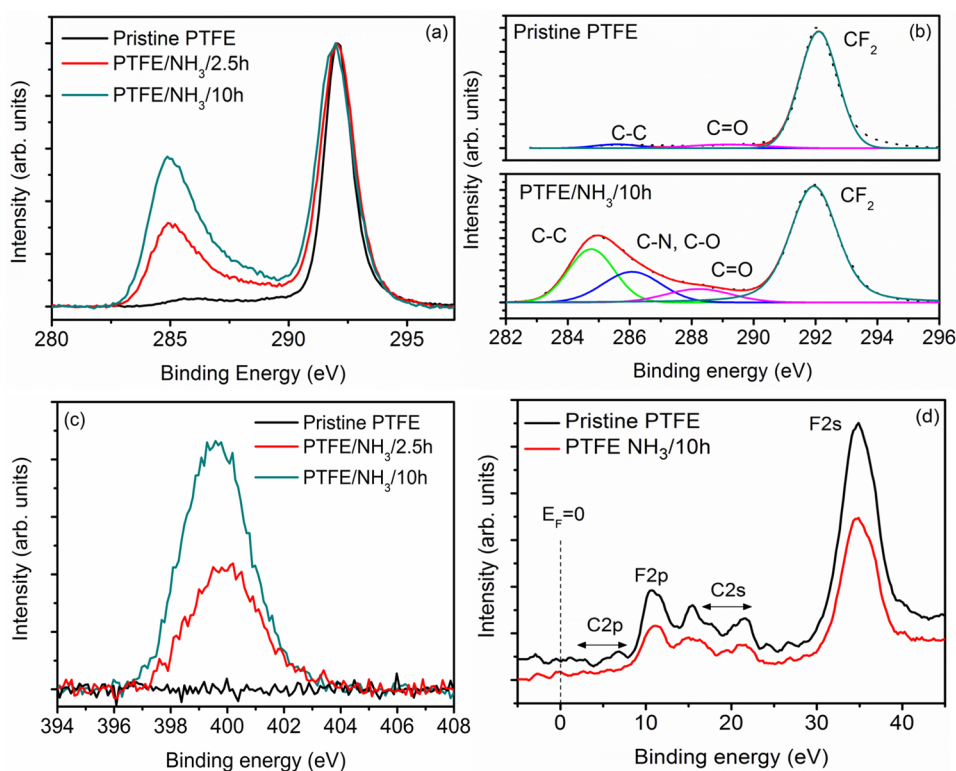 (a)
Pristine PTFE
PTFE/NH₃/2.5h
PTFE/NH₃/10h
Intensity (arb. units)
280 285 290 295
Binding Energy (eV)
(b)
Pristine PTFE
CF₂
C-C
C=O
PTFE/NH₃/10h
CF₂
C-C
C-N, C-O
C=O
Intensity (arb. units)
282 284 286 288 290 292 294 296
Binding energy (eV)
(c)
Pristine PTFE
PTFE/NH₃/2.5h
PTFE/NH₃/10h
Intensity (arb. units)
394 396 398 400 402 404 406 408
Binding energy (eV)
(d)
Pristine PTFE
PTFE NH₃/10h
F2s
E_F=0
F2p
C2s
C2p
Intensity (arb. units)
0 10 20 30 40
Binding energy (eV)